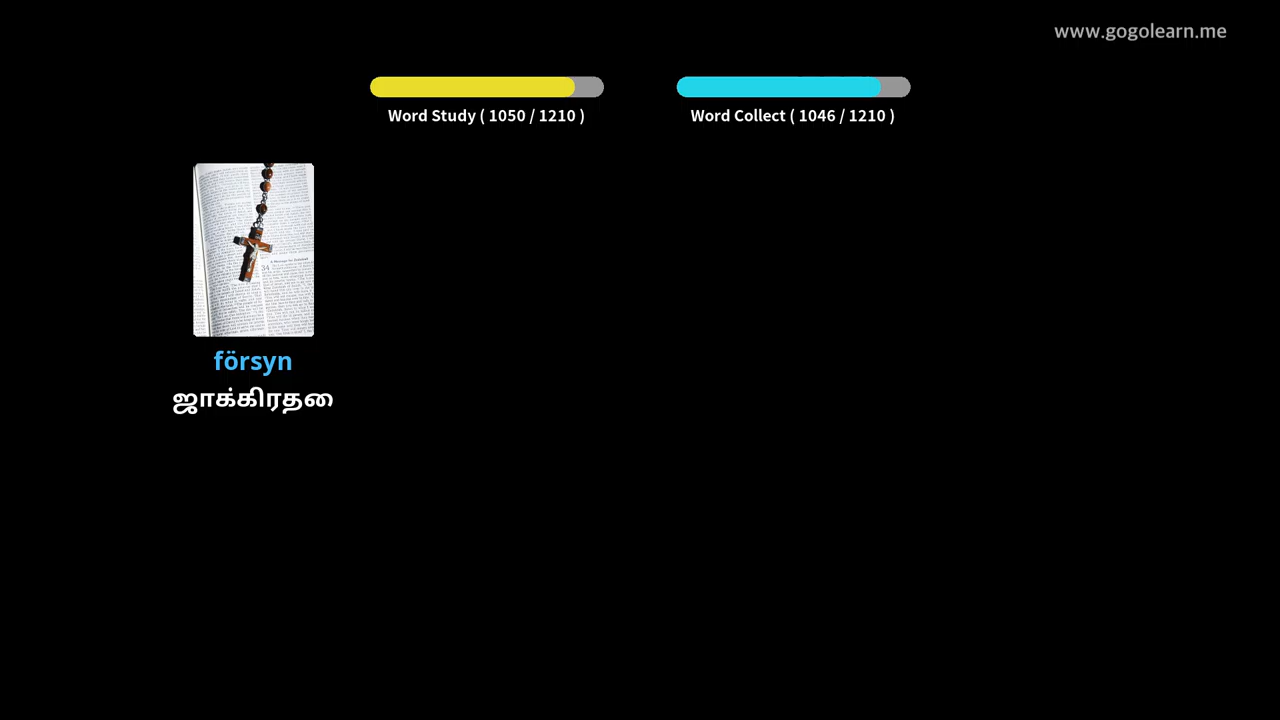 www.gogolearn.me
Word Study ( 1050 / 1210 )
Word Collect ( 1046 / 1210 )
försyn
ஜாக்கிரதை